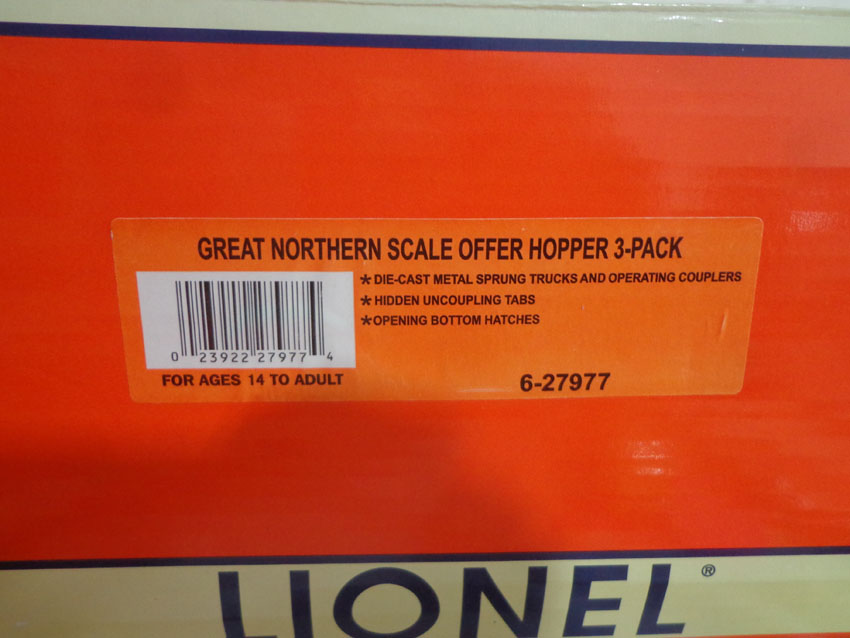 GREAT NORTHERN SCALE OFFER HOPPER 3-PACK
*DIE-CAST METAL SPRUNG TRUCKS AND OPERATING COUPLERS
*HIDDEN UNCOUPLING TABS
*OPENING BOTTOM HATCHES
0 23922 27977 4
FOR AGES 14 TO ADULT
6-27977
LIONEL®